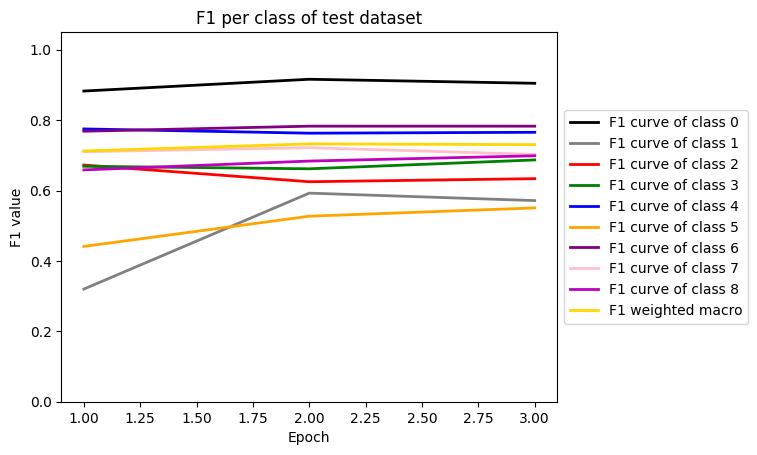 F1 per class of test dataset
F1 value
1.0
0.8
0.6
0.4
0.2
0.0
1.00 1.25 1.50 1.75 2.00 2.25 2.50 2.75 3.00
Epoch
F1 curve of class 0
F1 curve of class 1
F1 curve of class 2
F1 curve of class 3
F1 curve of class 4
F1 curve of class 5
F1 curve of class 6
F1 curve of class 7
F1 curve of class 8
F1 weighted macro